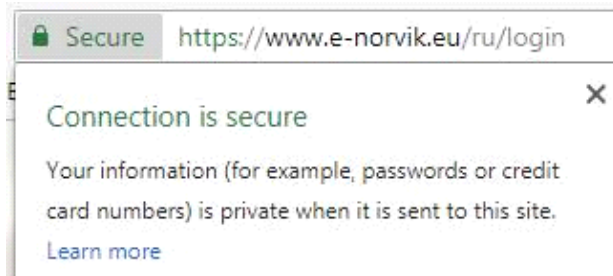 Secure https://www.e-norvik.eu/ru/login
Connection is secure
Your information (for example, passwords or credit
card numbers) is private when it is sent to this site.
Learn more